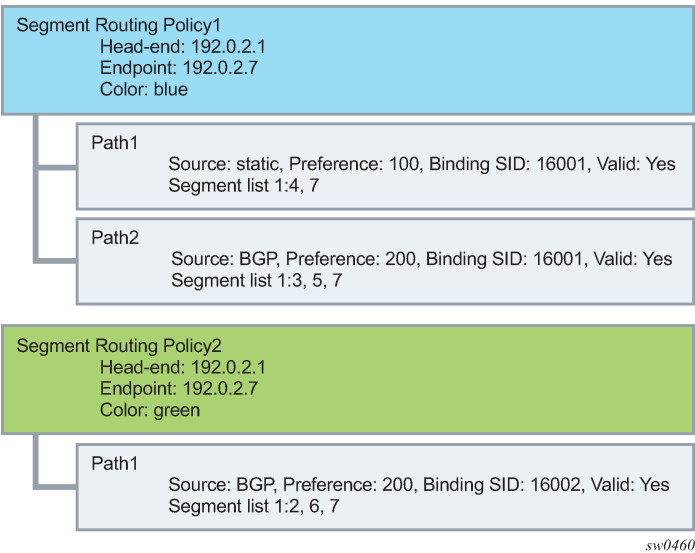 Segment Routing Policy1
Head-end: 192.0.2.1
Endpoint: 192.0.2.7
Color: blue
Path1
Source: static, Preference: 100, Binding SID: 16001, Valid: Yes
Segment list 1:4, 7
Path2
Source: BGP, Preference: 200, Binding SID: 16001, Valid: Yes
Segment list 1:3, 5, 7
Segment Routing Policy2
Head-end: 192.0.2.1
Endpoint: 192.0.2.7
Color: green
Path1
Source: BGP, Preference: 200, Binding SID: 16002, Valid: Yes
Segment list 1:2, 6, 7
sw0460